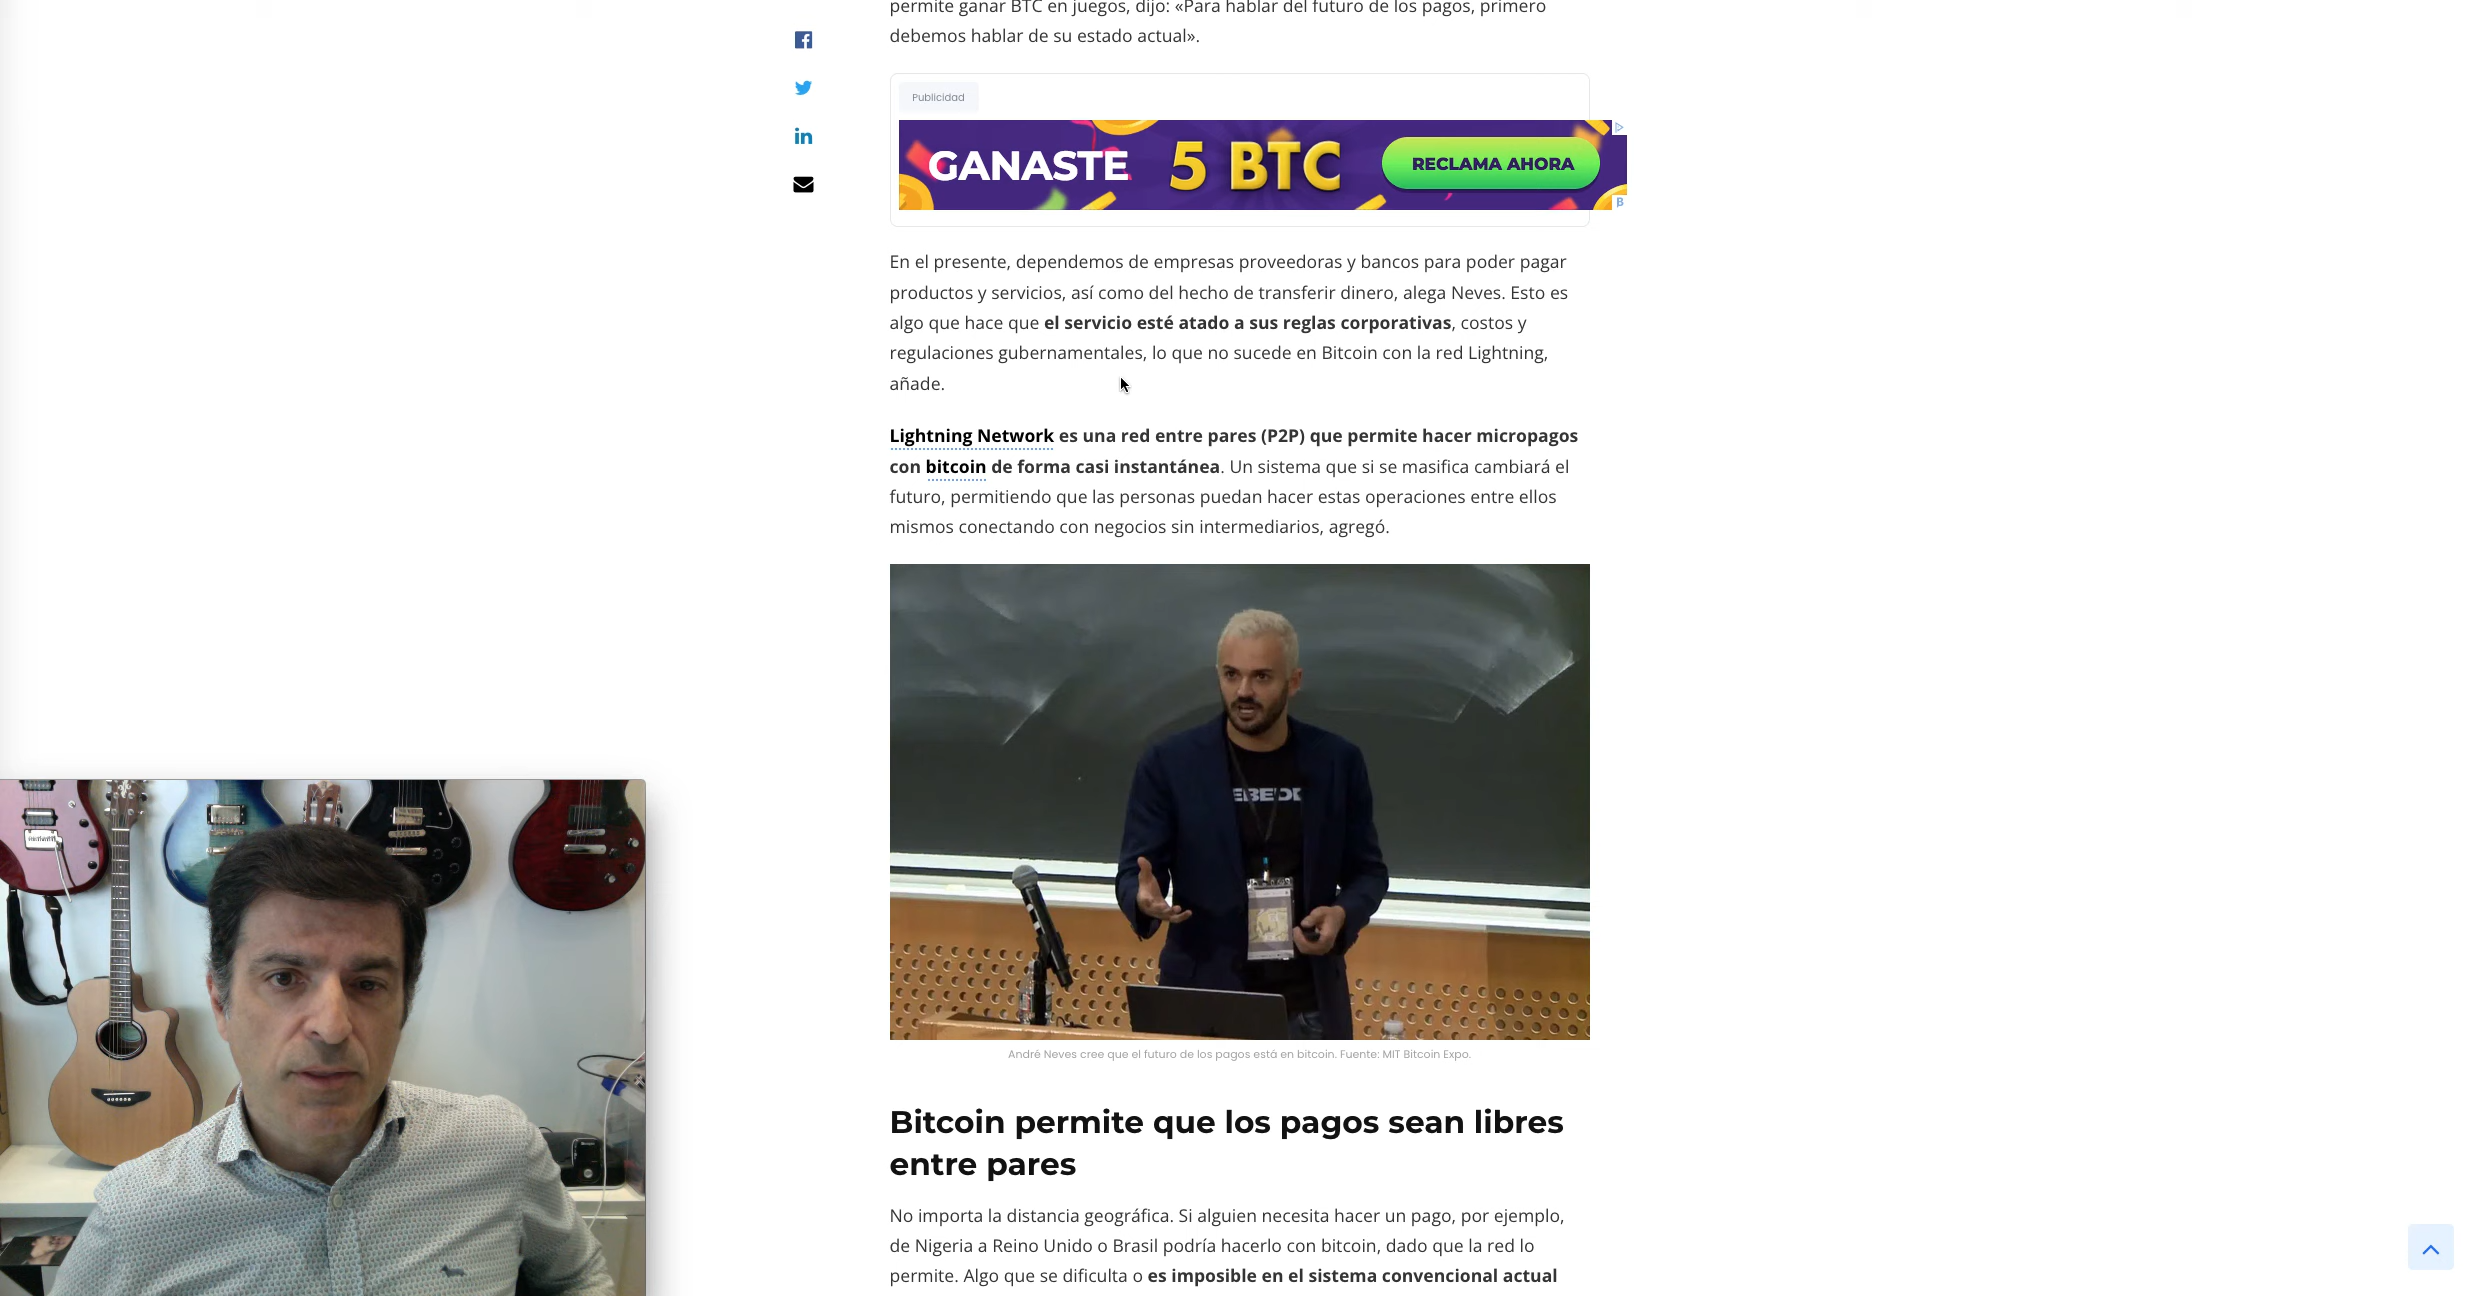 permite ganar BTC en juegos, dijo: «Para hablar del futuro de los pagos, primero
debemos hablar de su estado actual».
Publicidad
GANASTE 5 BTC RECLAMA AHORA
En el presente, dependemos de empresas proveedoras y bancos para poder pagar
productos y servicios, así como del hecho de transferir dinero, alega Neves. Esto es
algo que hace que el servicio esté atado a sus reglas corporativas, costos y
regulaciones gubernamentales, lo que no sucede en Bitcoin con la red Lightning,
añade.
Lightning Network es una red entre pares (P2P) que permite hacer micropagos
con bitcoin de forma casi instantánea. Un sistema que si se masifica cambiará el
futuro, permitiendo que las personas puedan hacer estas operaciones entre ellos
mismos conectando con negocios sin intermediarios, agregó.
André Neves cree que el futuro de los pagos está en bitcoin. Fuente: MIT Bitcoin Expo.
Bitcoin permite que los pagos sean libres
entre pares
No importa la distancia geográfica. Si alguien necesita hacer un pago, por ejemplo,
de Nigeria a Reino Unido o Brasil podría hacerlo con bitcoin, dado que la red lo
permite. Algo que se dificulta o es imposible en el sistema convencional actual